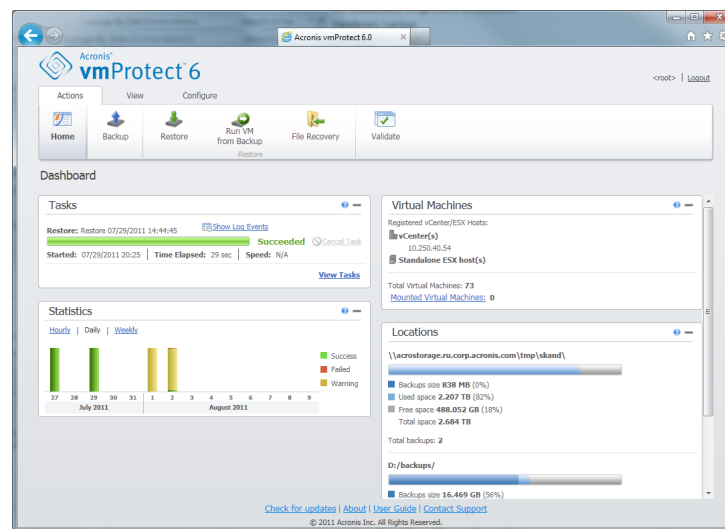 Acronis vmProtect 6.0
Acronis®
vmProtect 6
<root> | Logout
Actions View Configure
Home
Backup
Restore
Run VM from Backup
File Recovery
Validate
Restore
Dashboard
Tasks
Restore: Restore 07/29/2011 14:44:45
Show Log Events
Succeeded
Cancel Task
Started: 07/29/2011 20:25 | Time Elapsed: 29 sec | Speed: N/A
View Tasks
Statistics
Hourly | Daily | Weekly
Success
Failed
Warning
27 28 29 30 31 1 2 3 4 5 6 7 8 9
July 2011 August 2011
Virtual Machines
Registered vCenter/ESX Hosts:
vCenter(s)
10.250.40.54
Standalone ESX host(s)
Total Virtual Machines: 73
Mounted Virtual Machines: 0
Locations
\\acrostorage.ru.corp.acronis.com\tmp\skand\
Backups size 838 MB (0%)
Used space 2.207 TB (82%)
Free space 488.052 GB (18%)
Total space 2.684 TB
Total backups: 2
D:/backups/
Backups size 16.469 GB (56%)
Check for updates | About | User Guide | Contact Support
© 2011 Acronis Inc. All Rights Reserved.